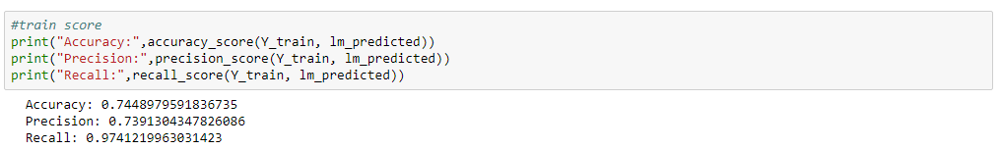 #train score
print("Accuracy:",accuracy_score(Y_train, lm_predicted))
print("Precision:",precision_score(Y_train, lm_predicted))
print("Recall:",recall_score(Y_train, lm_predicted))
Accuracy: 0.7448979591836735
Precision: 0.7391304347826086
Recall: 0.9741219963031423